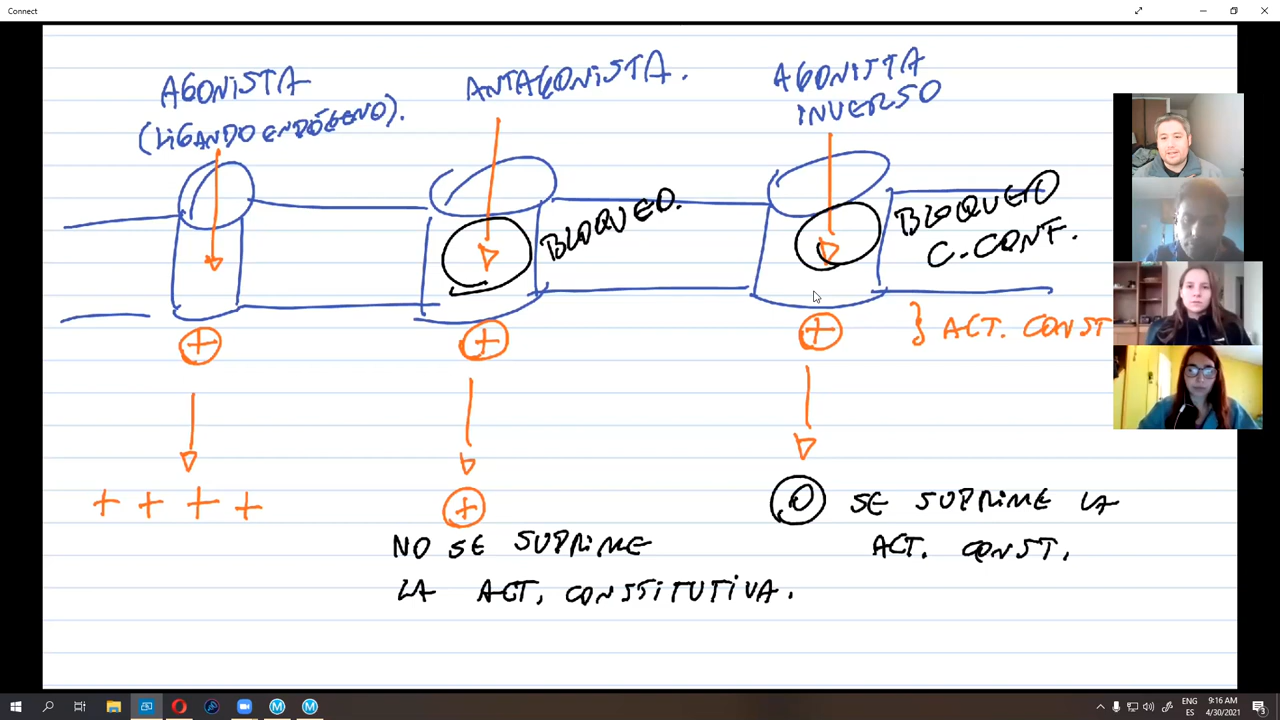 Connect
AGONISTA
(LIGANDO ENDÓGENO).
ANTAGONISTA.
AGONISTA
INVERSO
BLOQUEO.
BLOQUEO
C. CONF.
+
+
+
} ACT. CONST
+ + + +
+
NO SE SUPRIME
LA ACT. CONSTITUTIVA.
O SE SUPRIME LA
ACT. CONST.
ENG
ES
9:16 AM
4/30/2021
3